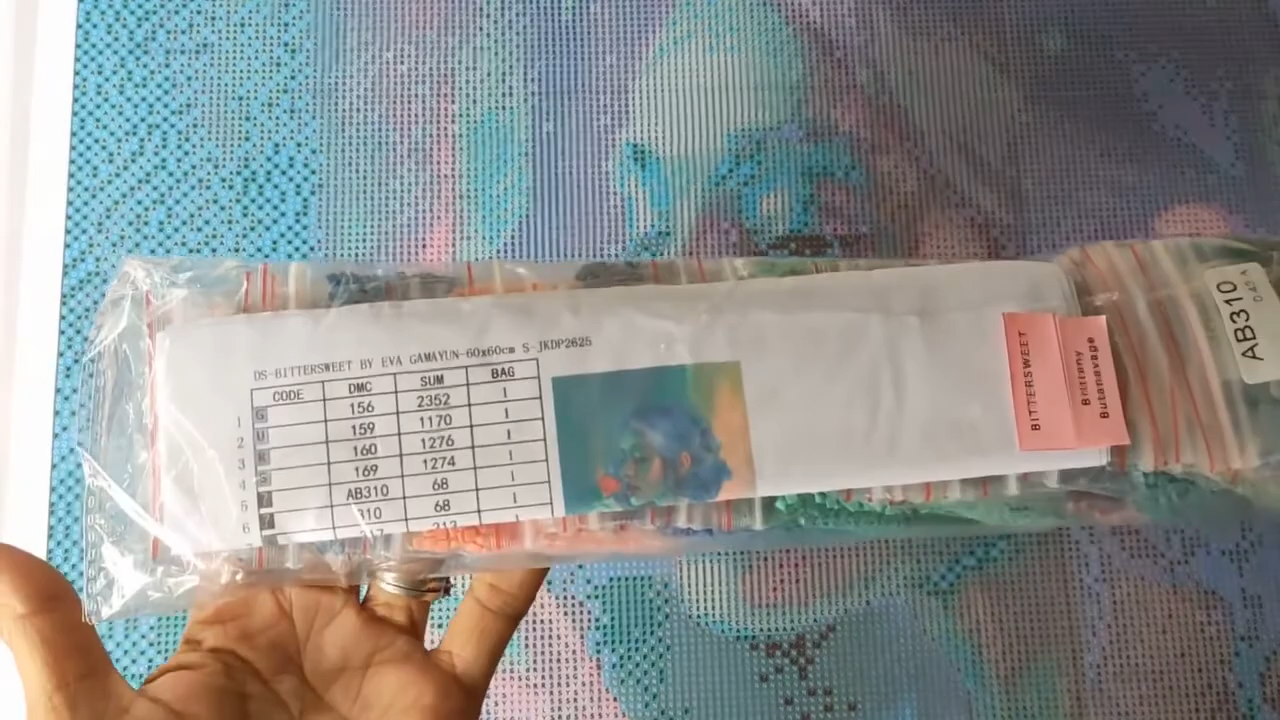 DS-BITTERSWEET BY EVA GAMAYUN-60x60cm S-JKDP2625
CODE DMC SUM BAG
1 G 156 2352 1
2 U 159 1170 1
3 R 160 1276 1
4 S 169 1274 1
5 7 AB310 68 1
6 7 310 68 1
BITTERSWEET
Brittany
Butanavage
AB310